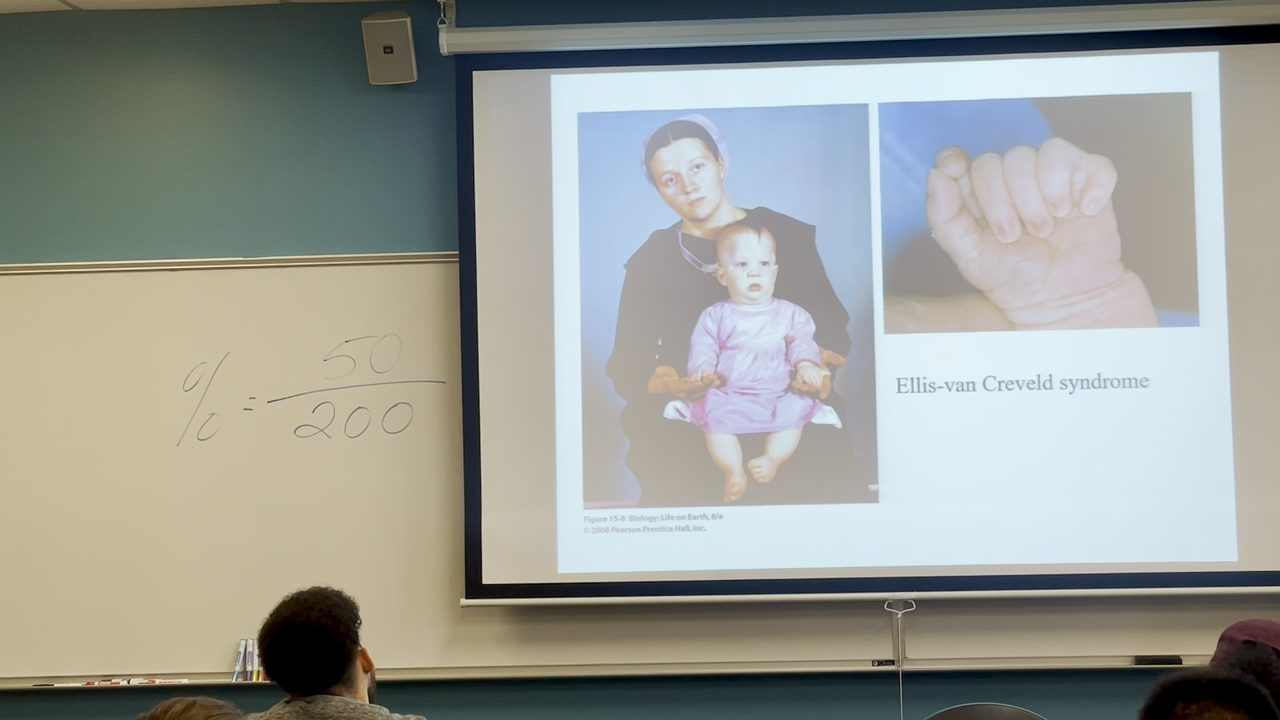 % = 50
200
Ellis-van Creveld syndrome
Figure 15-8 Biology: Life on Earth, 8/e
© 2008 Pearson Prentice Hall, Inc.